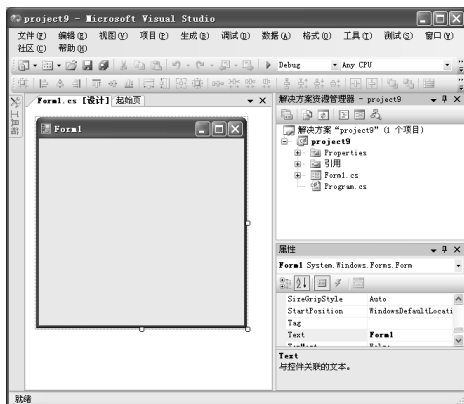 project9 - Microsoft Visual Studio
文件(F) 编辑(E) 视图(V) 项目(P) 生成(B) 调试(D) 数据(A) 格式(O) 工具(T) 测试(S) 窗口(W)
社区(C) 帮助(H)
Debug Any CPU
Form1.cs [设计] 起始页
工具箱
Form1
解决方案资源管理器 - project9
解决方案“project9”(1 个项目)
project9
Properties
引用
Form1.cs
Program.cs
属性
Form1 System.Windows.Forms.Form
SizeGripStyle Auto
StartPosition WindowsDefaultLocati
Tag
Text Form1
Text
与控件关联的文本。
就绪